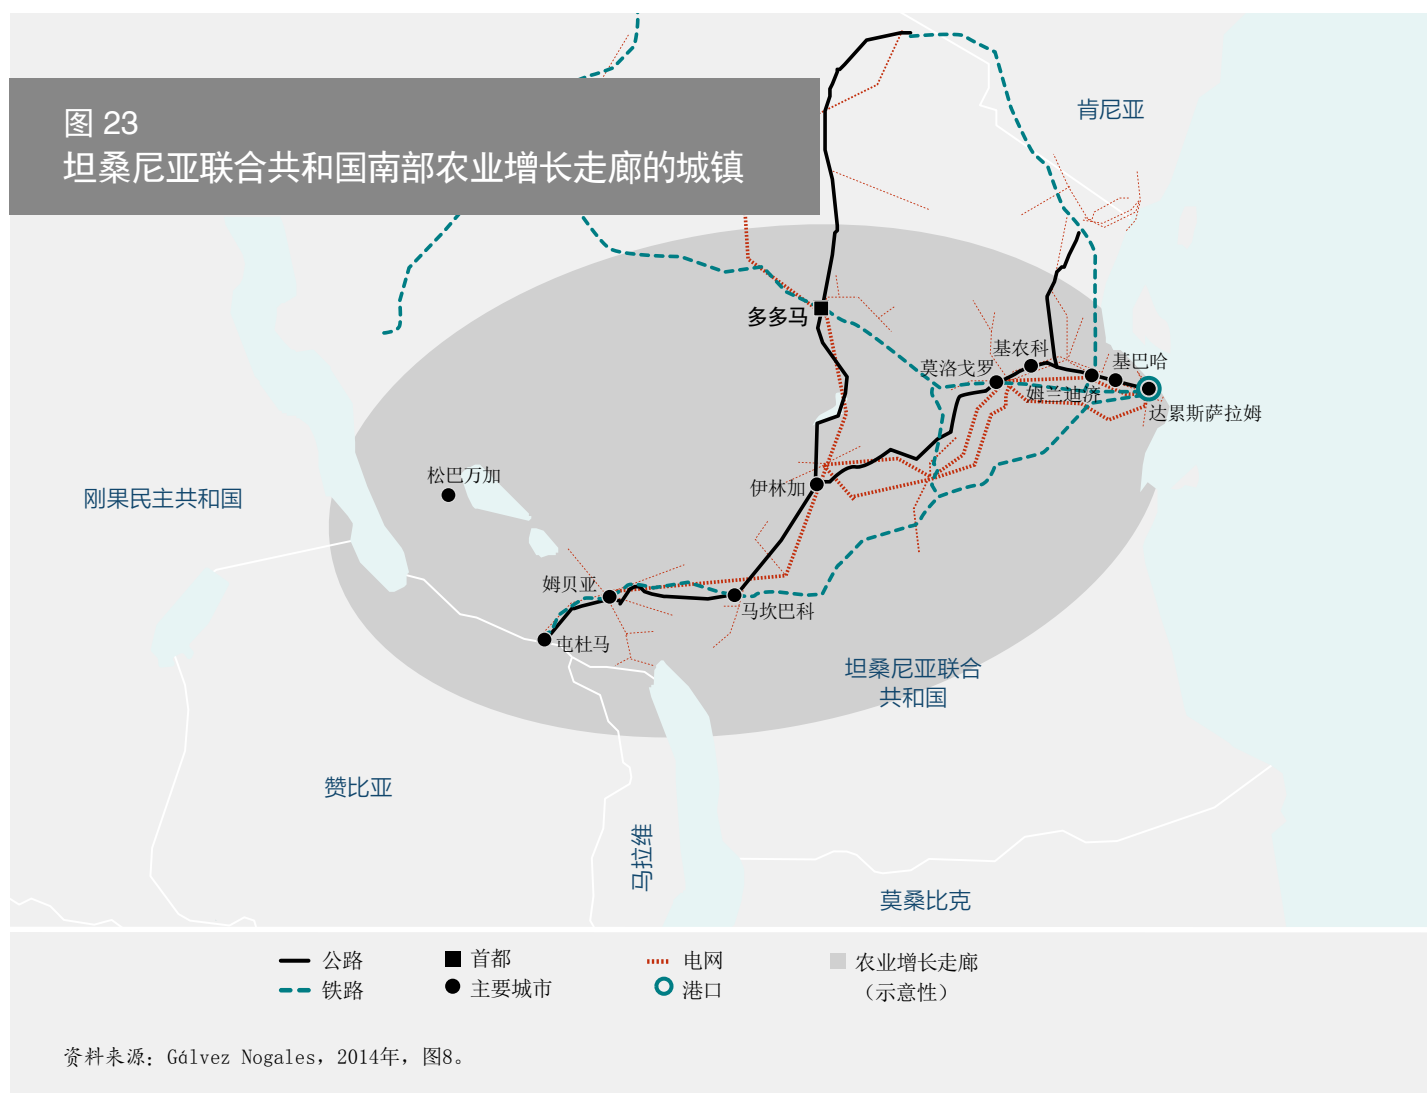 图 23
坦桑尼亚联合共和国南部农业增长走廊的城镇
肯尼亚
多多马
基农科
基巴哈
莫洛戈罗
姆兰迪济
达累斯萨拉姆
松巴万加
伊林加
刚果民主共和国
姆贝亚
马坎巴科
屯杜马
坦桑尼亚联合
共和国
赞比亚
马拉维
莫桑比克
公路
首都
电网
农业增长走廊
（示意性）
铁路
主要城市
港口
资料来源：Gálvez Nogales，2014年，图8。